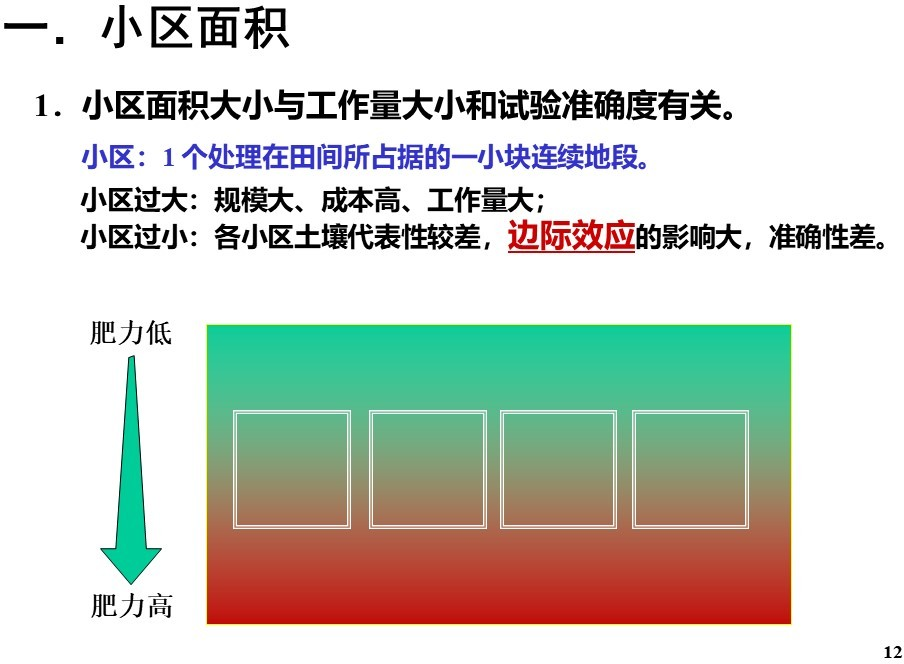 一．小区面积
1．小区面积大小与工作量大小和试验准确度有关。
小区：1个处理在田间所占据的一小块连续地段。
小区过大：规模大、成本高、工作量大；
小区过小：各小区土壤代表性较差，边际效应的影响大，准确性差。
肥力低
肥力高
12